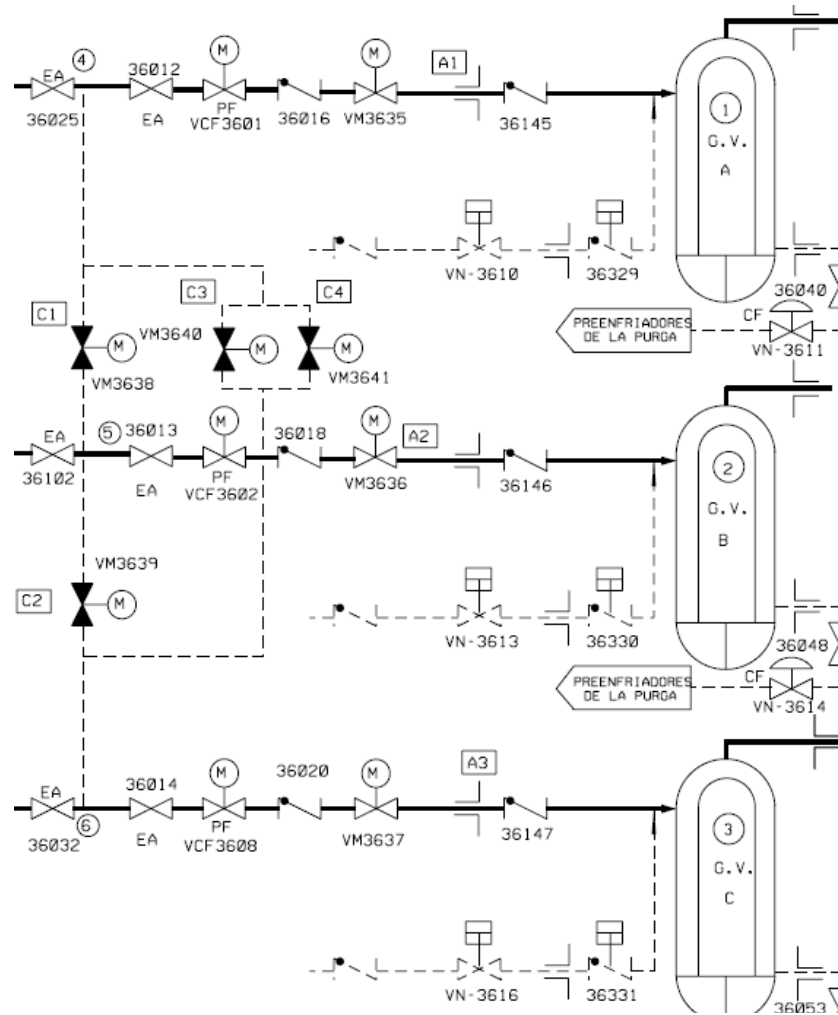 4
EA
36012
M
M
A1
36025
EA
PF
VCF3601
36016
VM3635
36145
1
G.V.
A
VN-3610
36329
36040
C1
C3
C4
PREENFRIADORES
DE LA PURGA
CF
VN-3611
VM3640
M
M
M
VM3638
VM3641
EA
5
36013
M
36018
M
A2
36102
EA
PF
VCF3602
VM3636
36146
2
G.V.
B
VM3639
C2
M
VN-3613
36330
36048
PREENFRIADORES
DE LA PURGA
CF
VN-3614
EA
36014
M
36020
M
A3
36032
6
EA
PF
VCF3608
VM3637
36147
3
G.V.
C
VN-3616
36331
36053